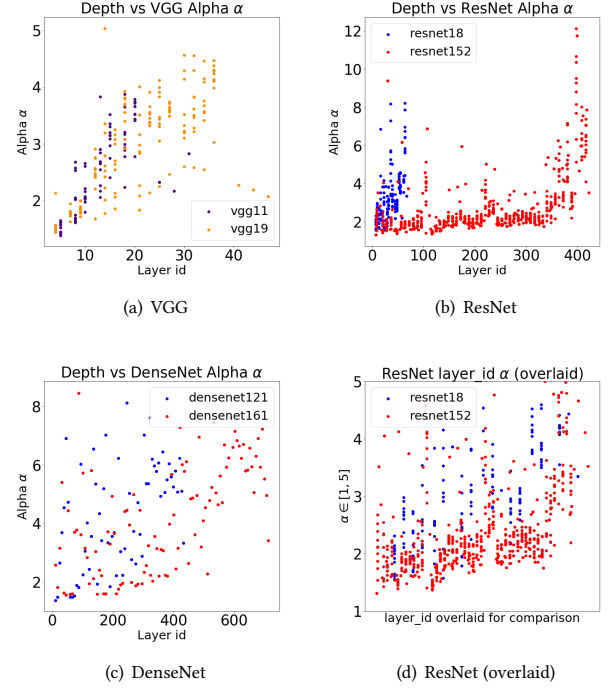 Depth vs VGG Alpha α
5
4
3
2
Alpha α
10
20
30
40
Layer id
vgg11
vgg19
(a) VGG
Depth vs ResNet Alpha α
resnet18
resnet152
12
10
8
6
4
2
Alpha α
0
100
200
300
400
Layer id
(b) ResNet
Depth vs DenseNet Alpha α
densenet121
densenet161
8
6
4
2
Alpha α
0
200
400
600
Layer id
(c) DenseNet
ResNet layer_id α (overlaid)
resnet18
resnet152
5
4
3
2
1
α ∈ [1, 5]
layer_id overlaid for comparison
(d) ResNet (overlaid)